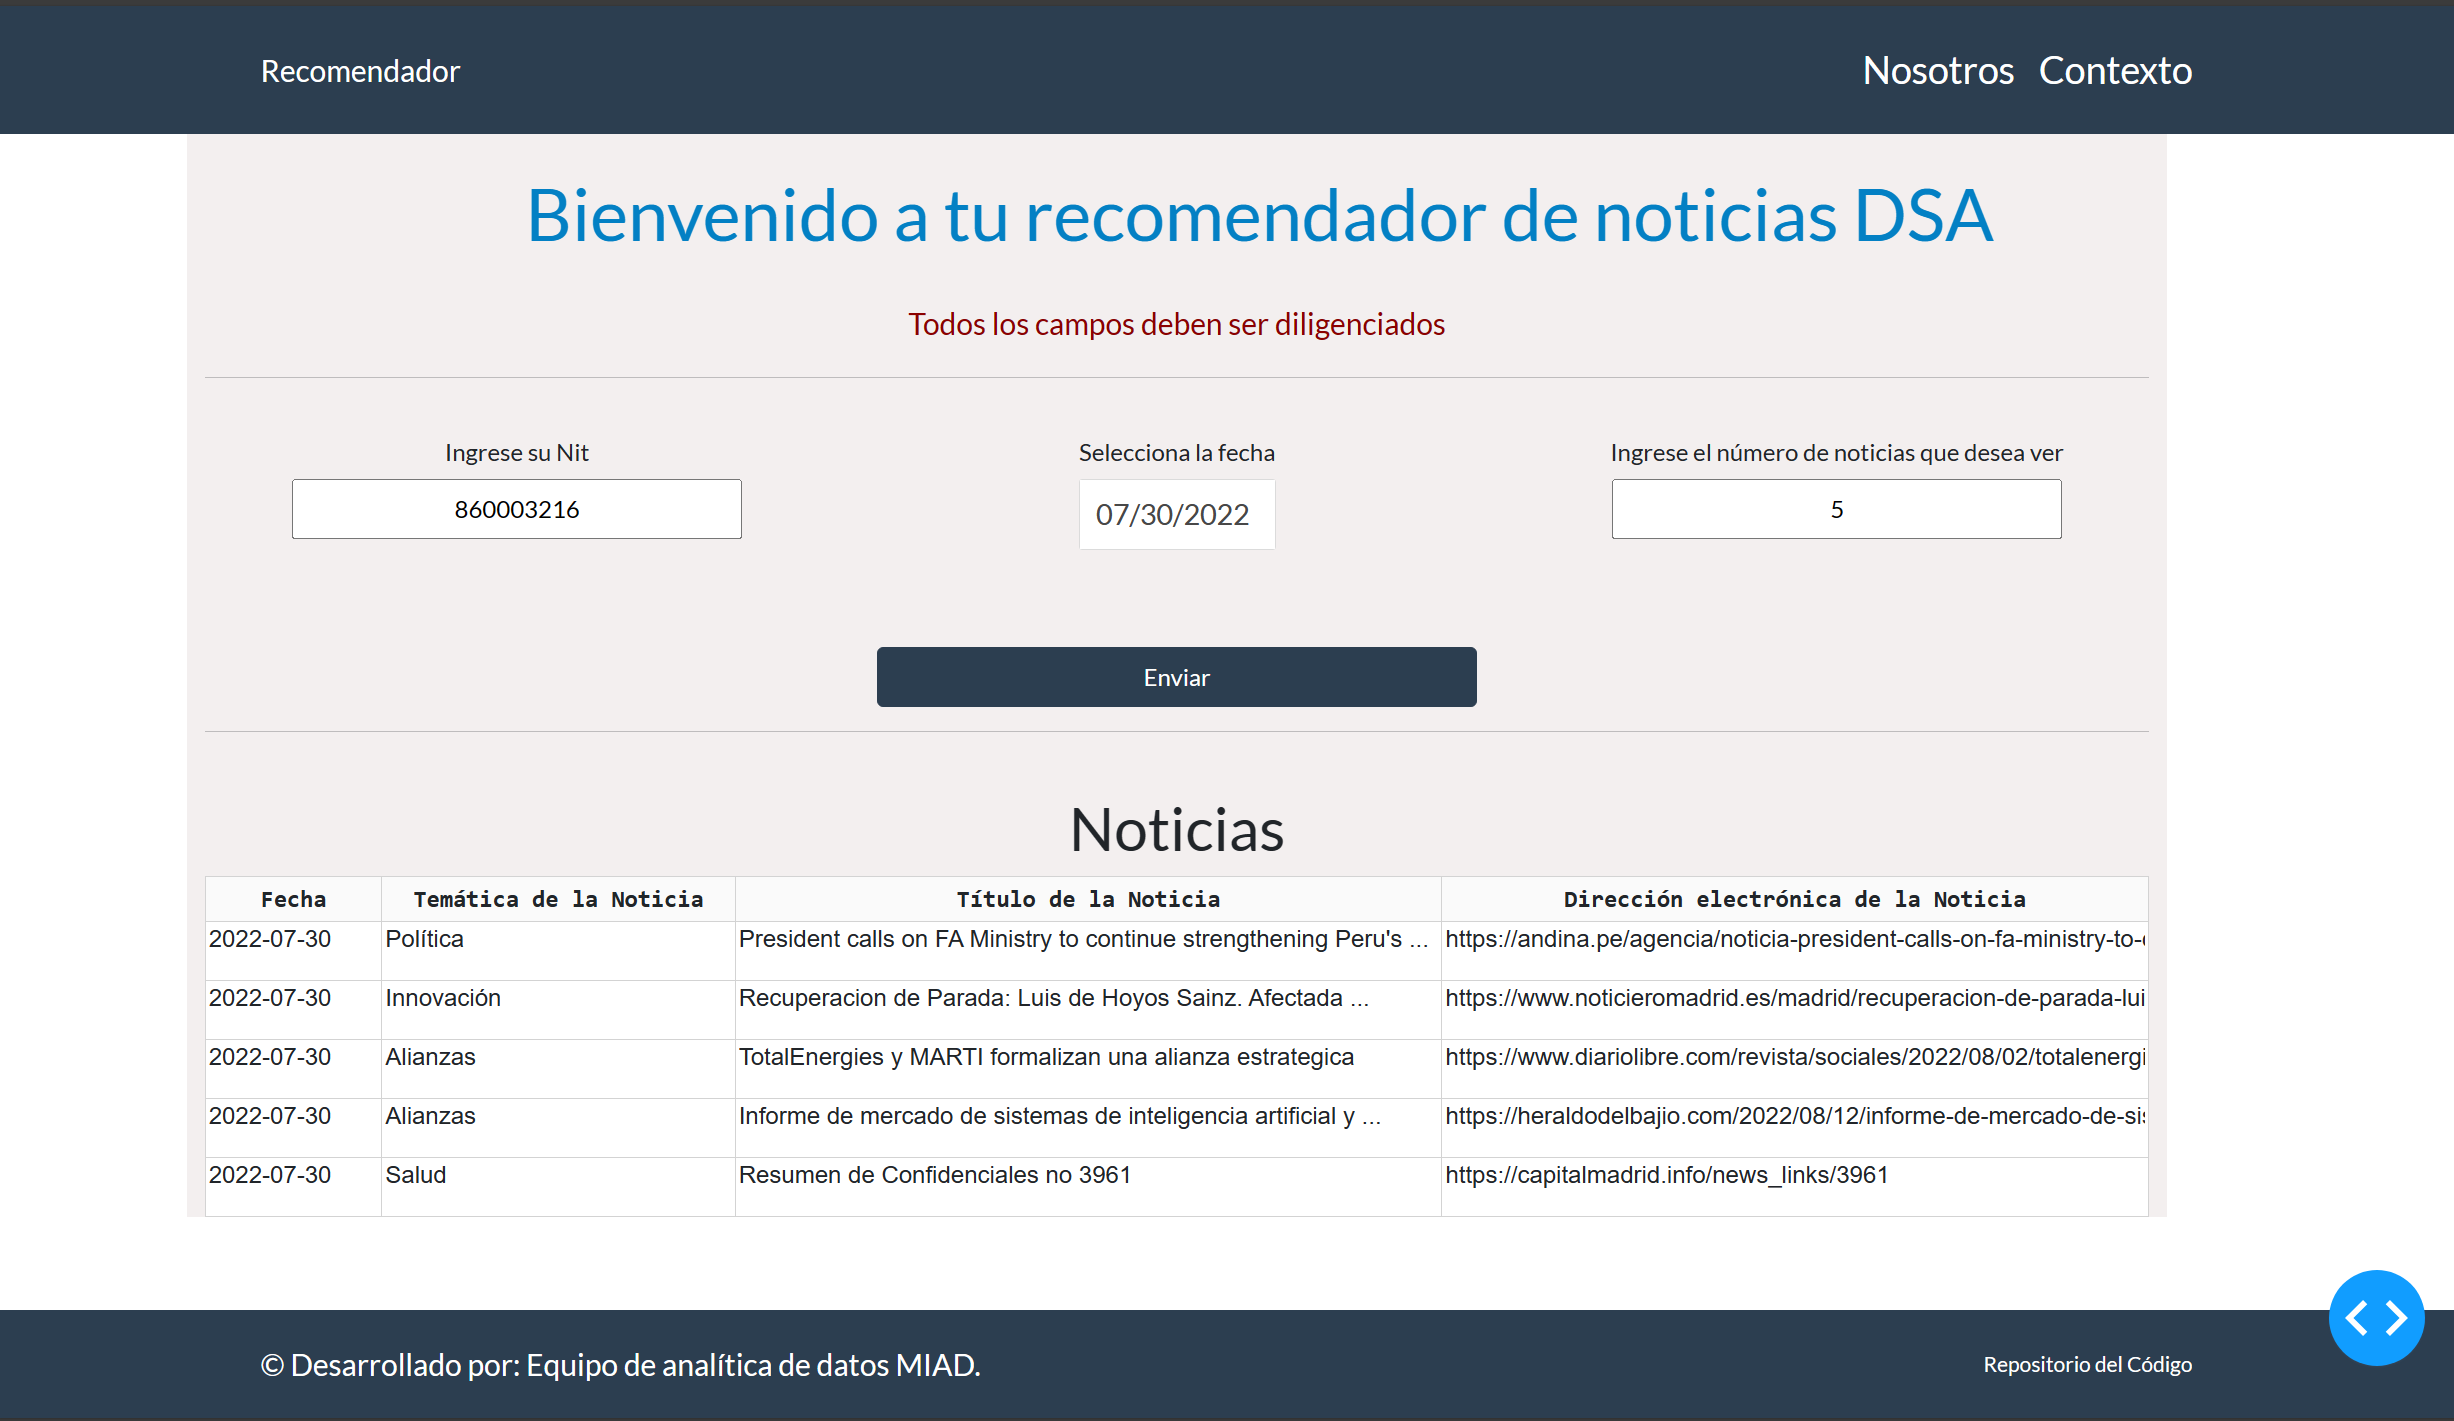 Recomendador
Nosotros Contexto
Bienvenido a tu recomendador de noticias DSA
Todos los campos deben ser diligenciados
Ingrese su Nit
860003216
Selecciona la fecha
07/30/2022
Ingrese el número de noticias que desea ver
5
Enviar
Noticias
Fecha Temática de la Noticia Título de la Noticia Dirección electrónica de la Noticia
2022-07-30 Política President calls on FA Ministry to continue strengthening Peru's ... https://andina.pe/agencia/noticia-president-calls-on-fa-ministry-to-
2022-07-30 Innovación Recuperacion de Parada: Luis de Hoyos Sainz. Afectada ... https://www.noticieromadrid.es/madrid/recuperacion-de-parada-lui
2022-07-30 Alianzas TotalEnergies y MARTI formalizan una alianza estrategica https://www.diariolibre.com/revista/sociales/2022/08/02/totalenergi
2022-07-30 Alianzas Informe de mercado de sistemas de inteligencia artificial y ... https://heraldodelbajio.com/2022/08/12/informe-de-mercado-de-sis
2022-07-30 Salud Resumen de Confidenciales no 3961 https://capitalmadrid.info/news_links/3961
© Desarrollado por: Equipo de analítica de datos MIAD.
Repositorio del Código